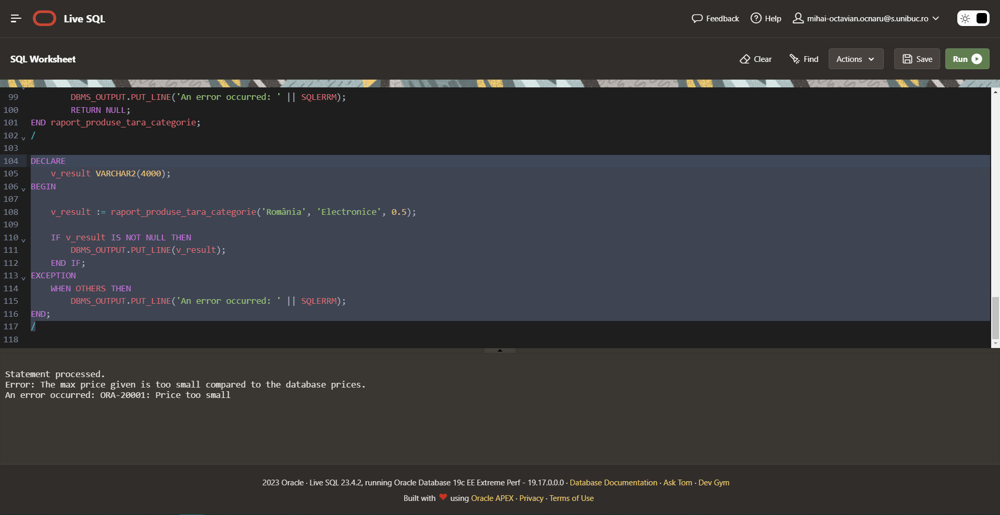 Live SQL
Feedback Help mihai-octavian.ocnaru@s.unibuc.ro
SQL Worksheet
Clear Find Actions Save Run
99 DBMS_OUTPUT.PUT_LINE('An error occurred: ' || SQLERRM);
100 RETURN NULL;
101 END raport_produse_tara_categorie;
102 /
103
104 DECLARE
105 v_result VARCHAR2(4000);
106 BEGIN
107
108 v_result := raport_produse_tara_categorie('România', 'Electronice', 0.5);
109
110 IF v_result IS NOT NULL THEN
111 DBMS_OUTPUT.PUT_LINE(v_result);
112 END IF;
113 EXCEPTION
114 WHEN OTHERS THEN
115 DBMS_OUTPUT.PUT_LINE('An error occurred: ' || SQLERRM);
116 END;
117 /
118
Statement processed.
Error: The max price given is too small compared to the database prices.
An error occurred: ORA-20001: Price too small
2023 Oracle · Live SQL 23.4.2, running Oracle Database 19c EE Extreme Perf - 19.17.0.0.0 · Database Documentation · Ask Tom · Dev Gym
Built with ❤ using Oracle APEX · Privacy · Terms of Use